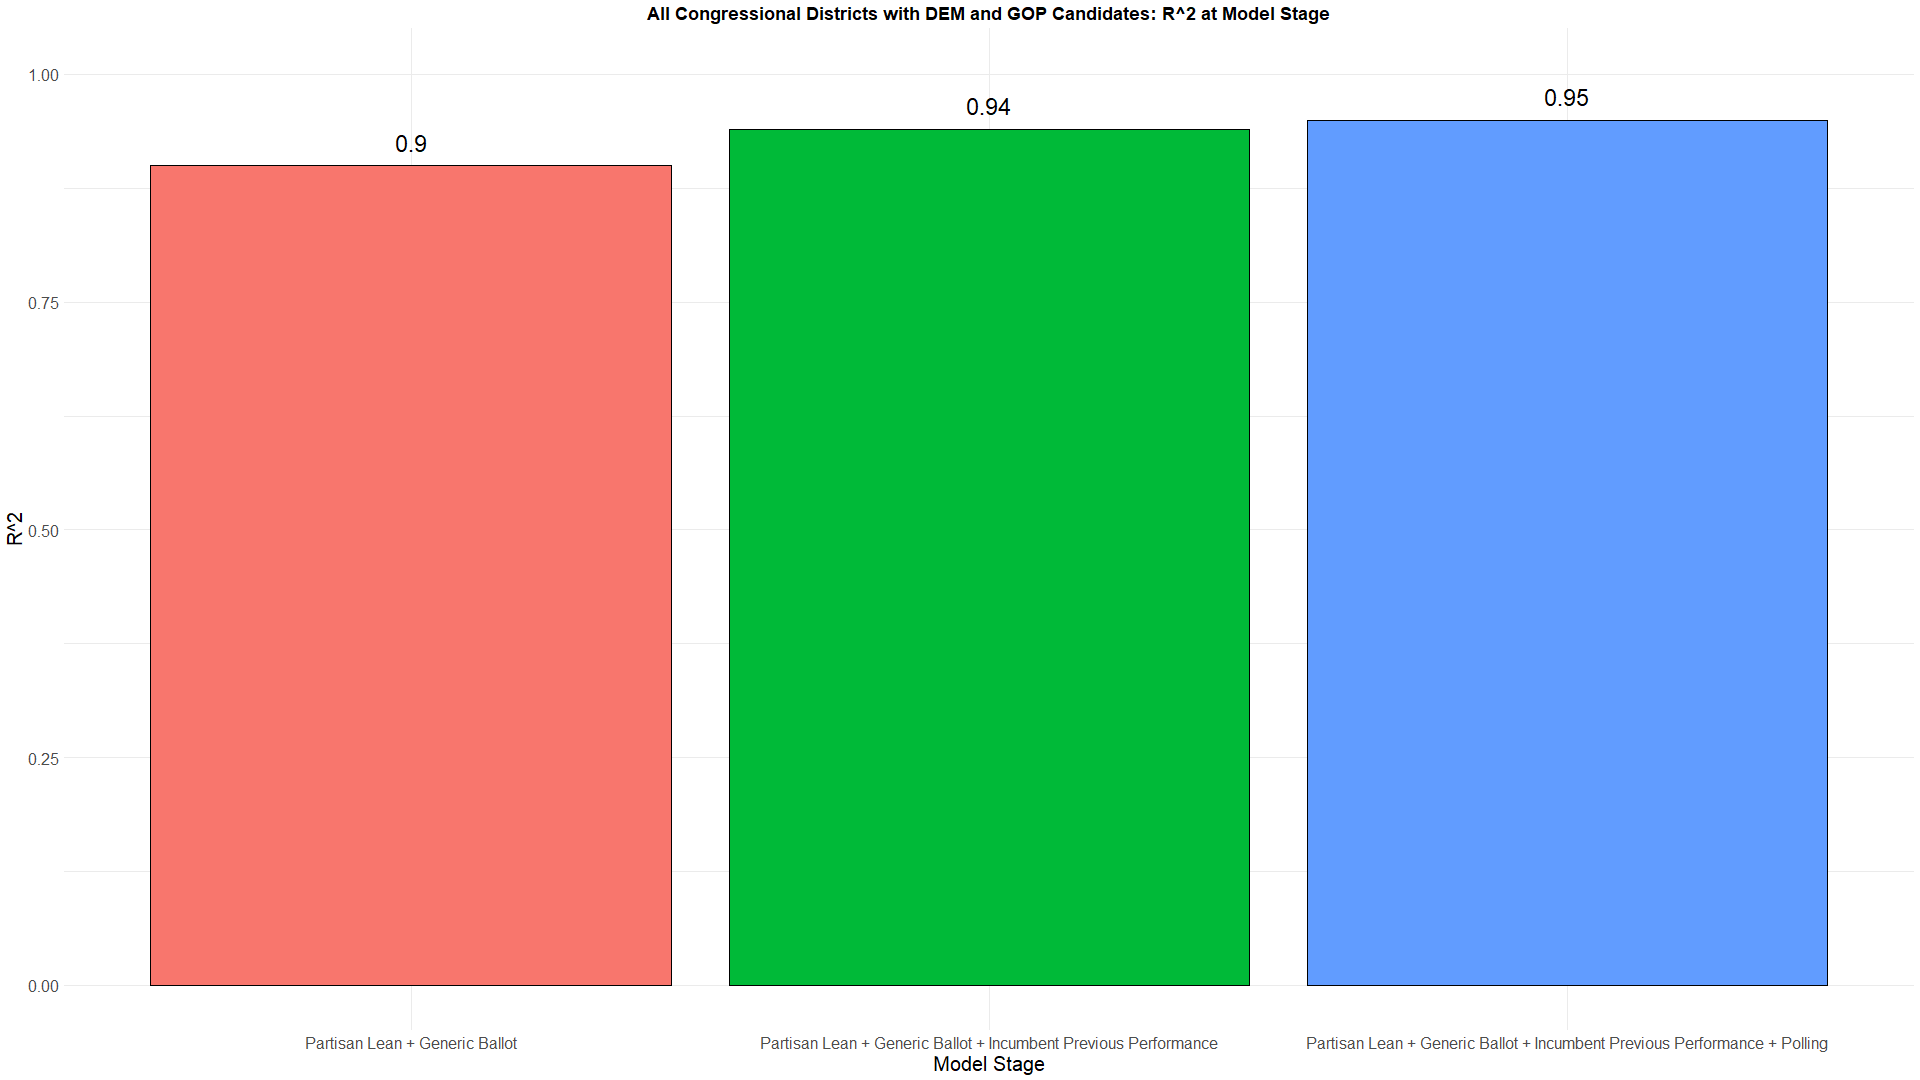 All Congressional Districts with DEM and GOP Candidates: R^2 at Model Stage
1.00
0.75
0.50
0.25
0.00
R^2
0.9
0.94
0.95
Partisan Lean + Generic Ballot
Partisan Lean + Generic Ballot + Incumbent Previous Performance
Partisan Lean + Generic Ballot + Incumbent Previous Performance + Polling
Model Stage